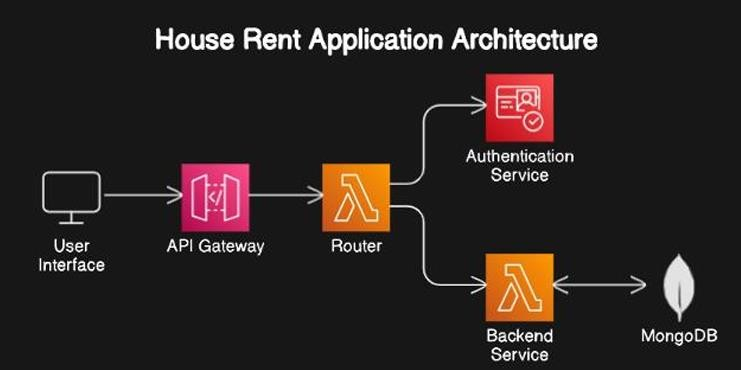 House Rent Application Architecture
Authentication
Service
User
Interface
API Gateway
Router
Backend
Service
MongoDB